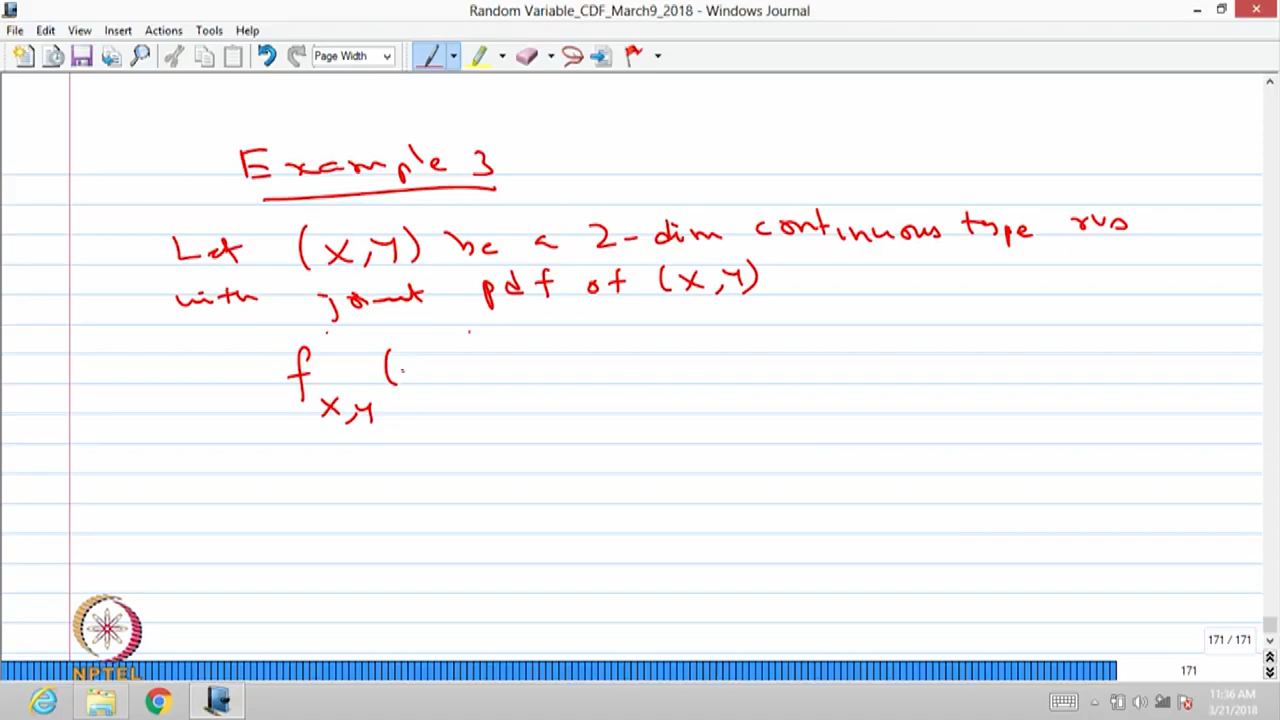 Random Variable_CDF_March9_2018 - Windows Journal
File Edit View Insert Actions Tools Help
Page Width
Example 3
Let (X,Y) be a 2-dim continuous type rvs
with joint pdf of (X,Y)
f
X,Y
(
171 / 171
NPTEL
171
11:36 AM
3/21/2018